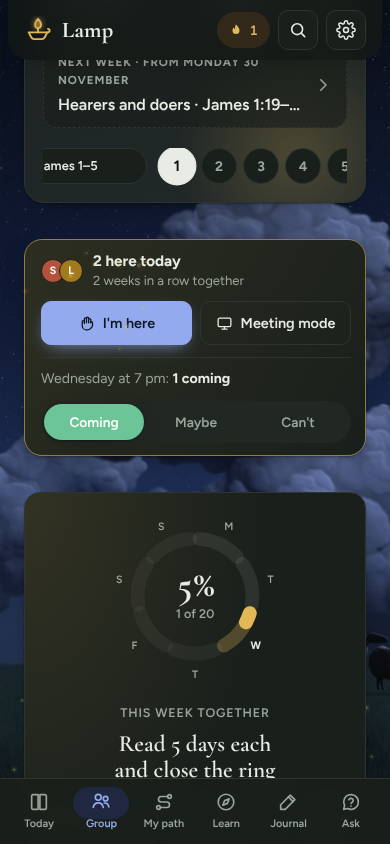 Lamp
1
NEXT WEEK · FROM MONDAY 30
NOVEMBER
Hearers and doers · James 1:19–...
ames 1–5
1
2
3
4
5
S
L
2 here today
2 weeks in a row together
I'm here
Meeting mode
Wednesday at 7 pm: 1 coming
Coming
Maybe
Can't
S
M
S
T
5%
1 of 20
F
W
T
THIS WEEK TOGETHER
Read 5 days each
and close the ring
Today
Group
My path
Learn
Journal
Ask